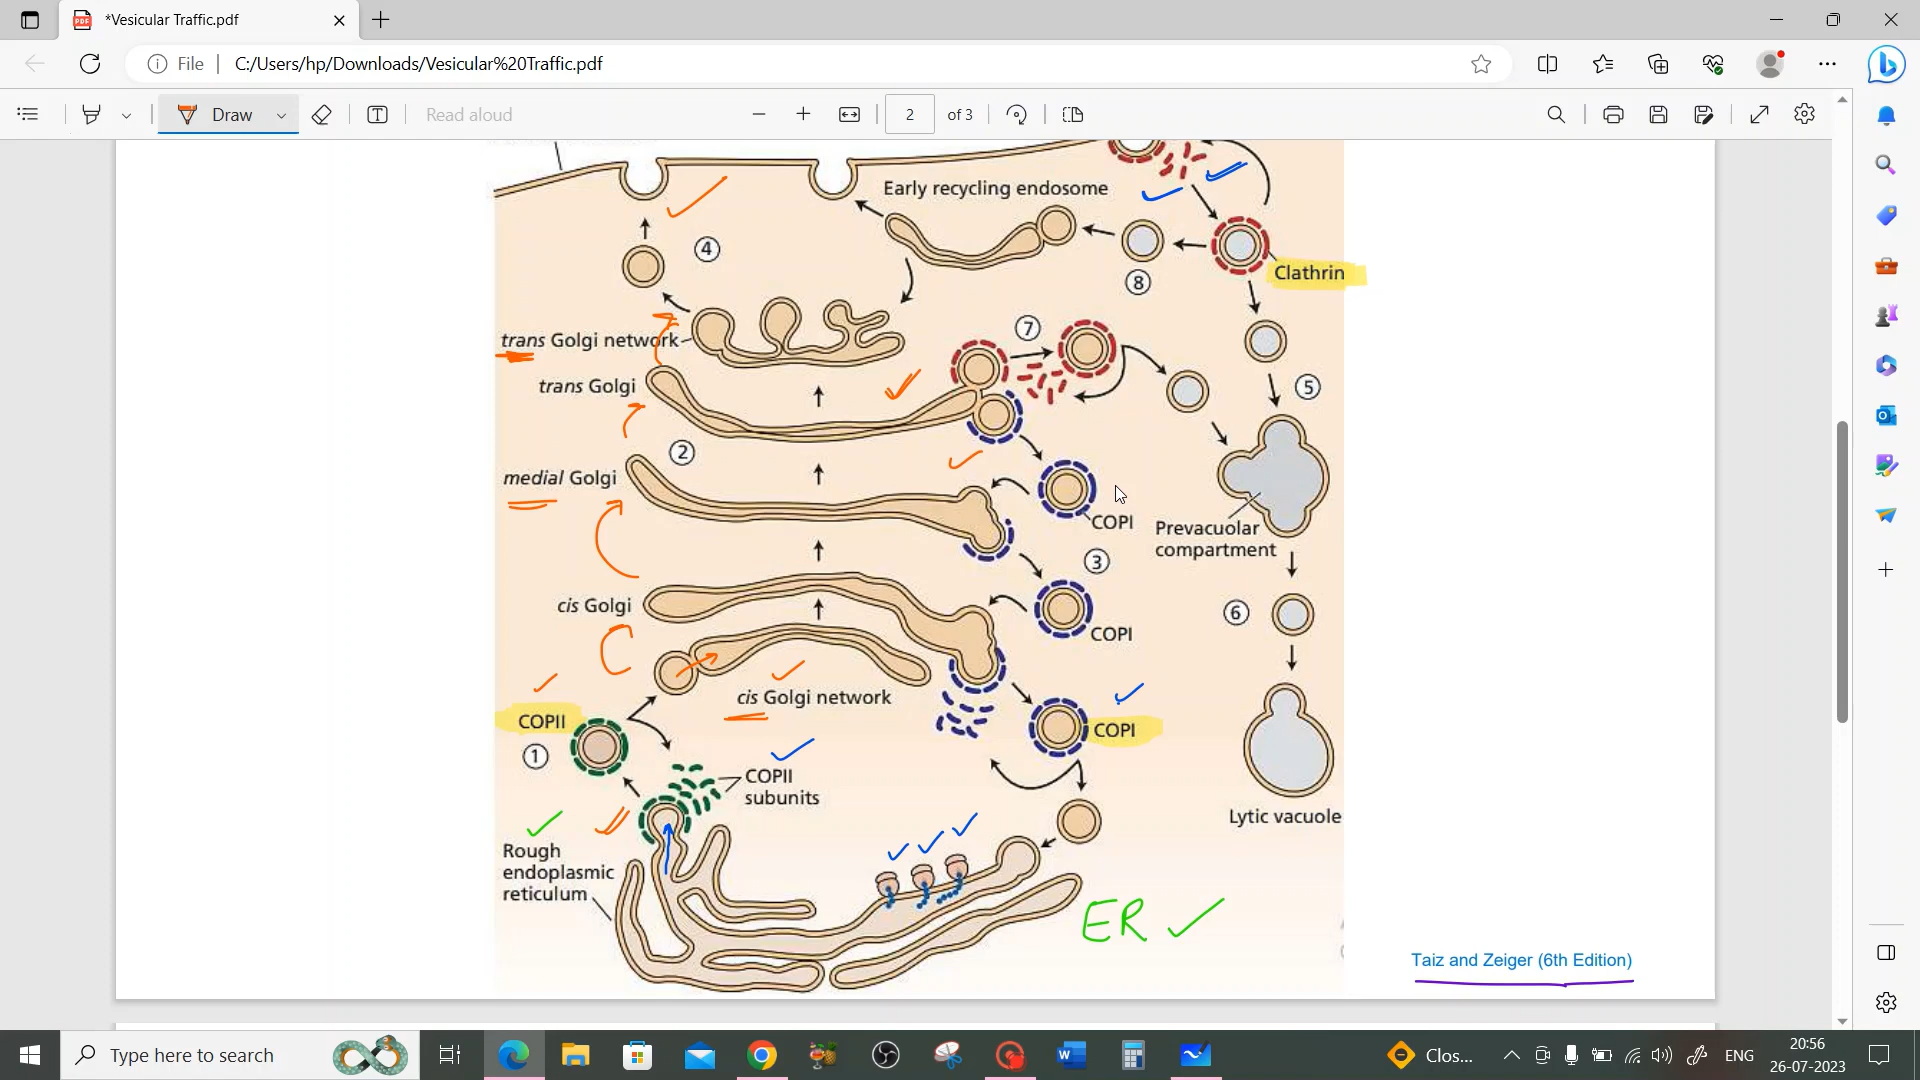 *Vesicular Traffic.pdf
File C:/Users/hp/Downloads/Vesicular%20Traffic.pdf
Draw
Read aloud
2 of 3
Early recycling endosome
4
8
Clathrin
trans Golgi network
7
trans Golgi
5
2
medial Golgi
COPI
Prevacuolar
compartment
3
cis Golgi
6
COPI
cis Golgi network
COPII
COPI
1
COPII
subunits
Lytic vacuole
Rough
endoplasmic
reticulum
ER
Taiz and Zeiger (6th Edition)
Type here to search
Clos...
ENG
20:56
26-07-2023